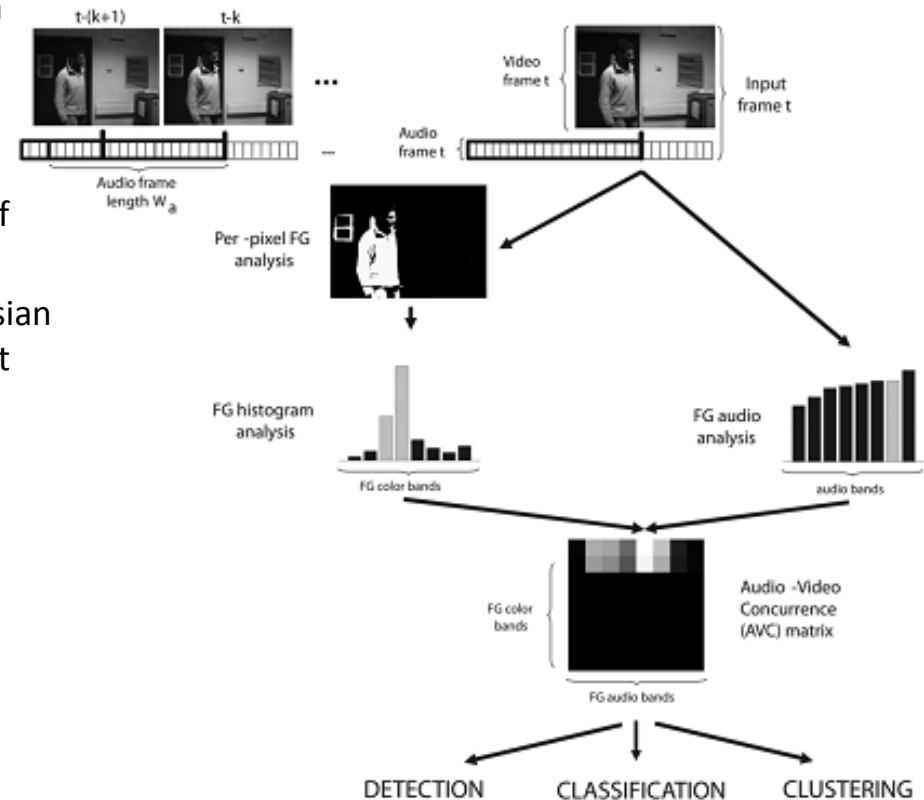 t-(k+1)
t-k
...
Video
frame t
Input
frame t
Audio
frame t
...
Audio frame
length Wa
f
Per -pixel FG
analysis
sian
t
FG histogram
analysis
FG audio
analysis
FG color bands
audio bands
FG color
bands
Audio -Video
Concurrence
(AVC) matrix
FG audio bands
DETECTION
CLASSIFICATION
CLUSTERING